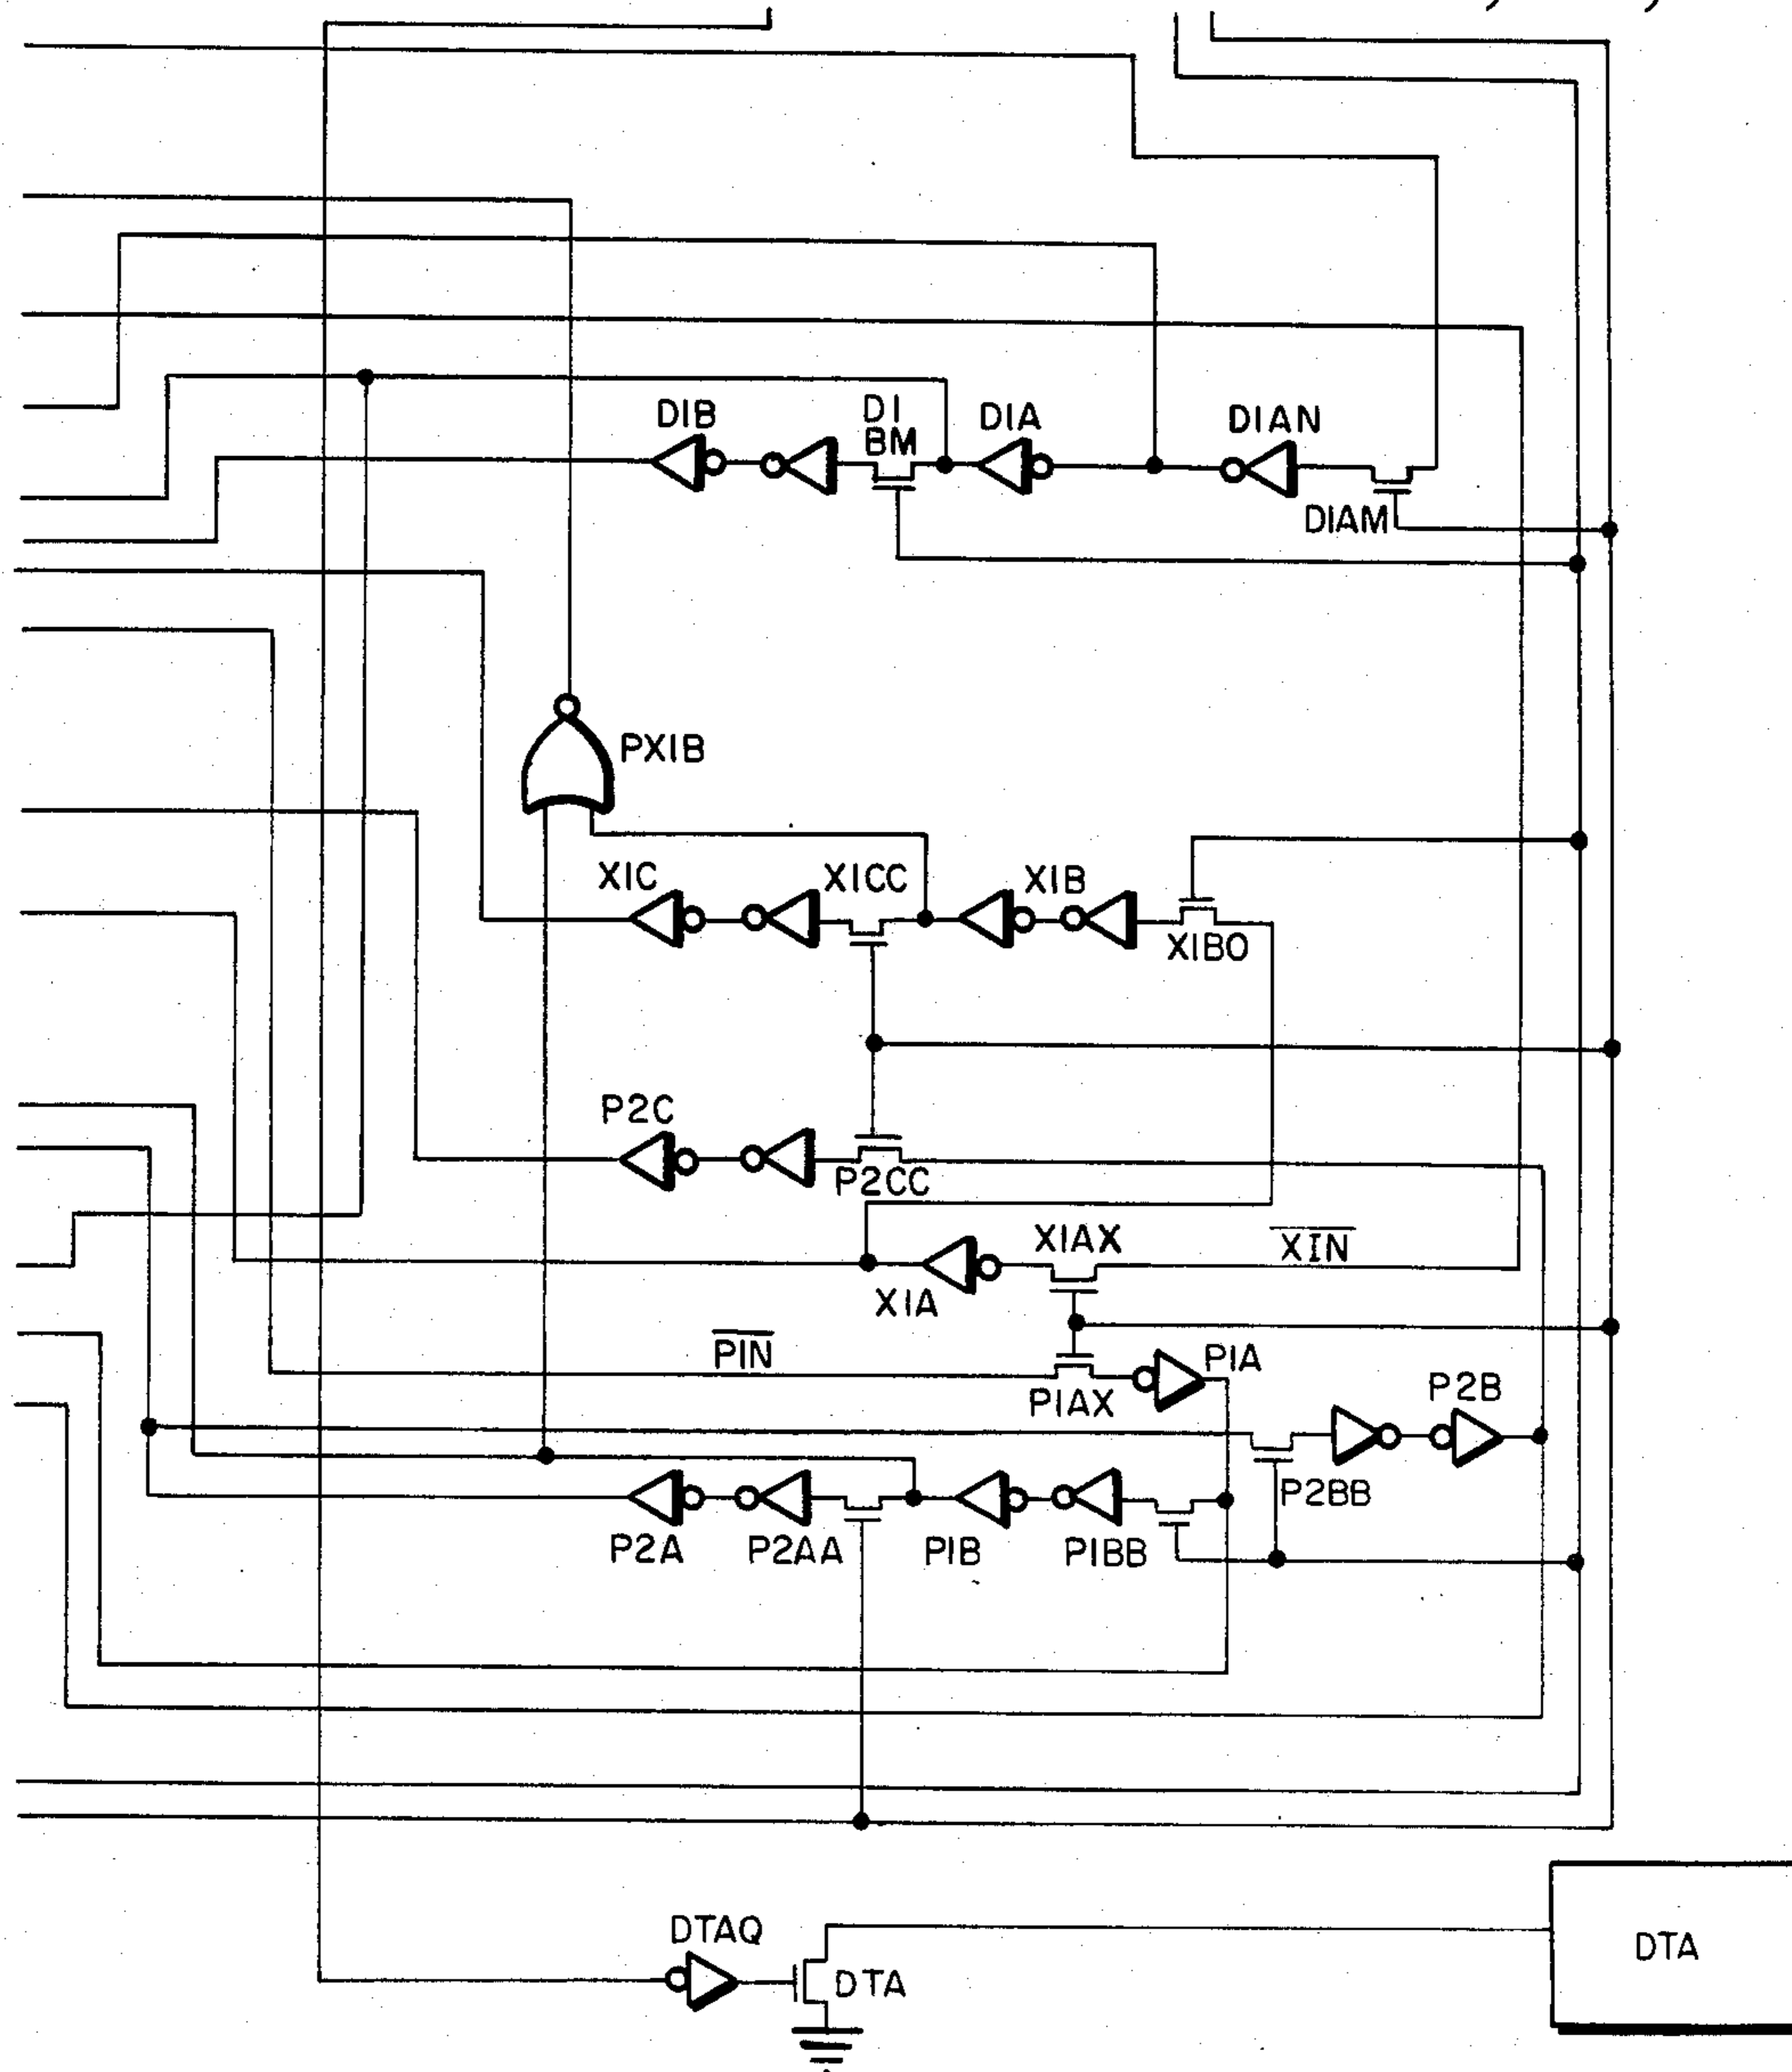 DIB
DI
BM
DIA
DIAN
DIAM
PXIB
XIC
XICC
XIB
XIBO
P2C
P2CC
XIAX
XIN
XIA
PIN
PIAX
PIA
P2B
P2BB
P2A
P2AA
PIB
PIBB
DTAQ
DTA
DTA